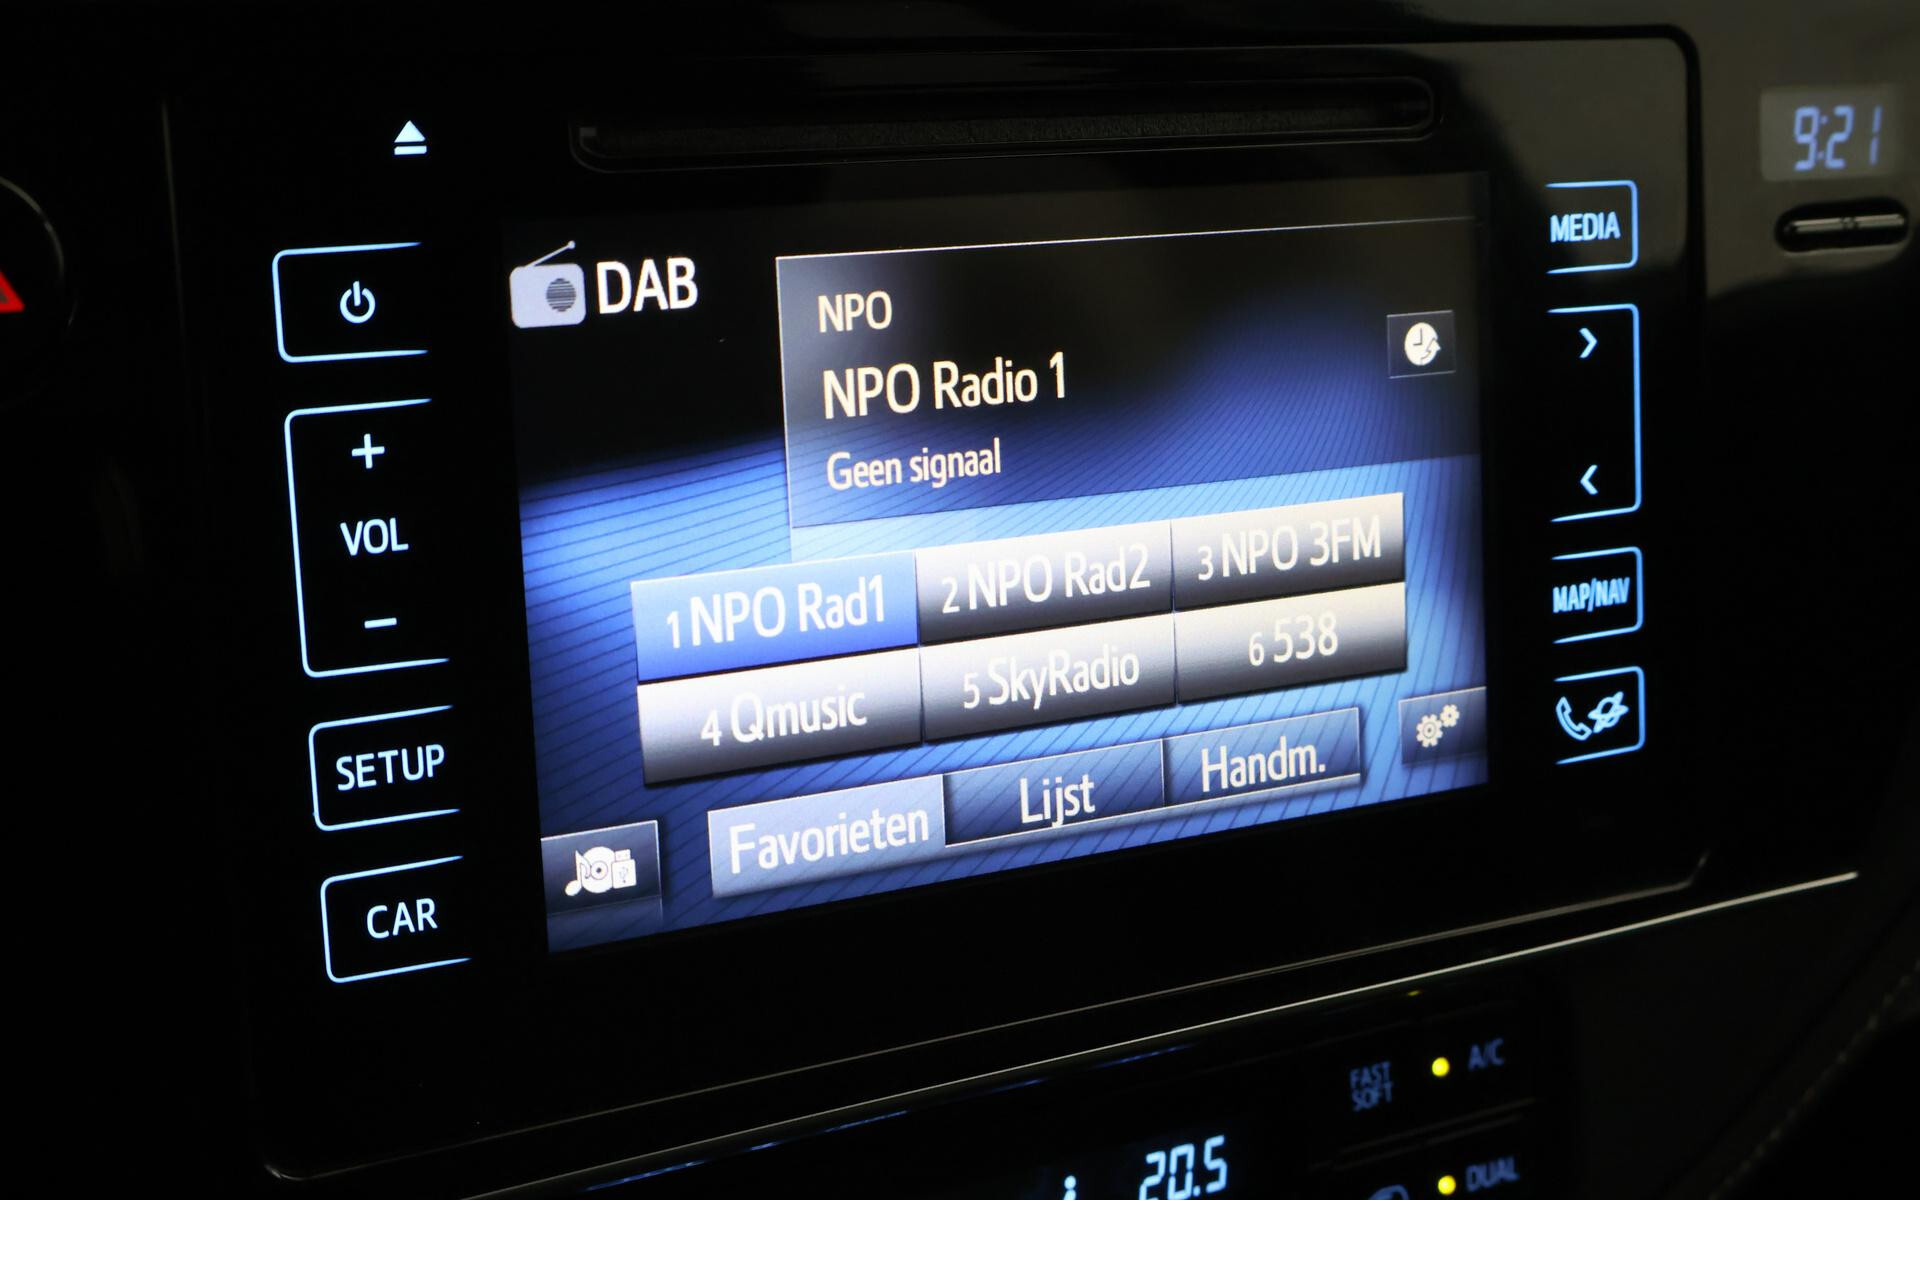 9:21
DAB
NPO
NPO Radio 1
Geen signaal
1 NPO Rad1
2 NPO Rad2
3 NPO 3FM
4 Qmusic
5 SkyRadio
6 538
Favorieten
Lijst
Handm.
VOL
SETUP
CAR
MEDIA
MAP/NAV
FAST
SOFT
A/C
20.5
DUAL